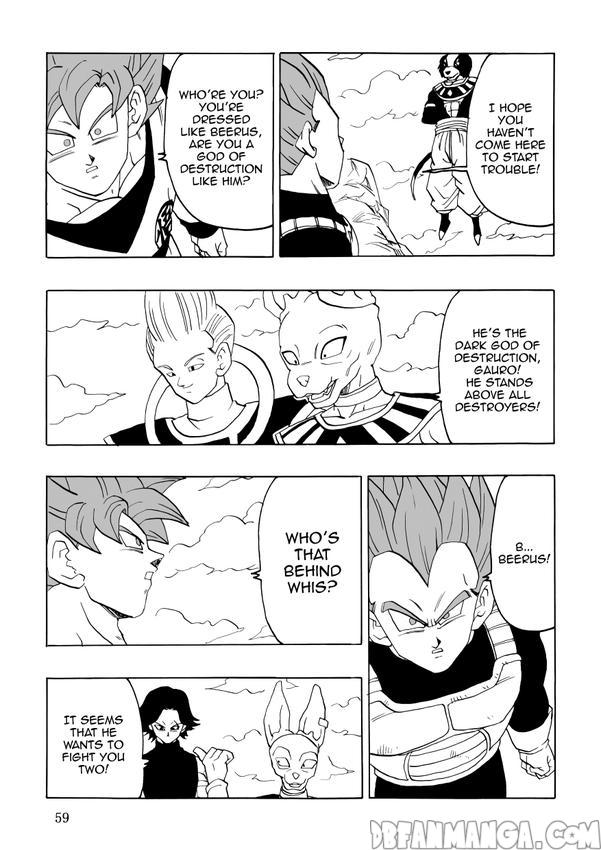 I HOPE
YOU
HAVEN'T
COME HERE
TO START
TROUBLE!
WHO'RE YOU?
YOU'RE
DRESSED
LIKE BEERUS,
ARE YOU
A GOD OF
DESTRUCTION
LIKE HIM?
HE'S THE
DARK GOD OF
DESTRUCTION,
GAURO!
HE STANDS
ABOVE ALL
DESTROYERS!
B...
BEERUS!
WHO'S
THAT
BEHIND
WHIS?
IT SEEMS
THAT HE
WANTS TO
FIGHT YOU
TWO!
59
DBFANMANGA.COM